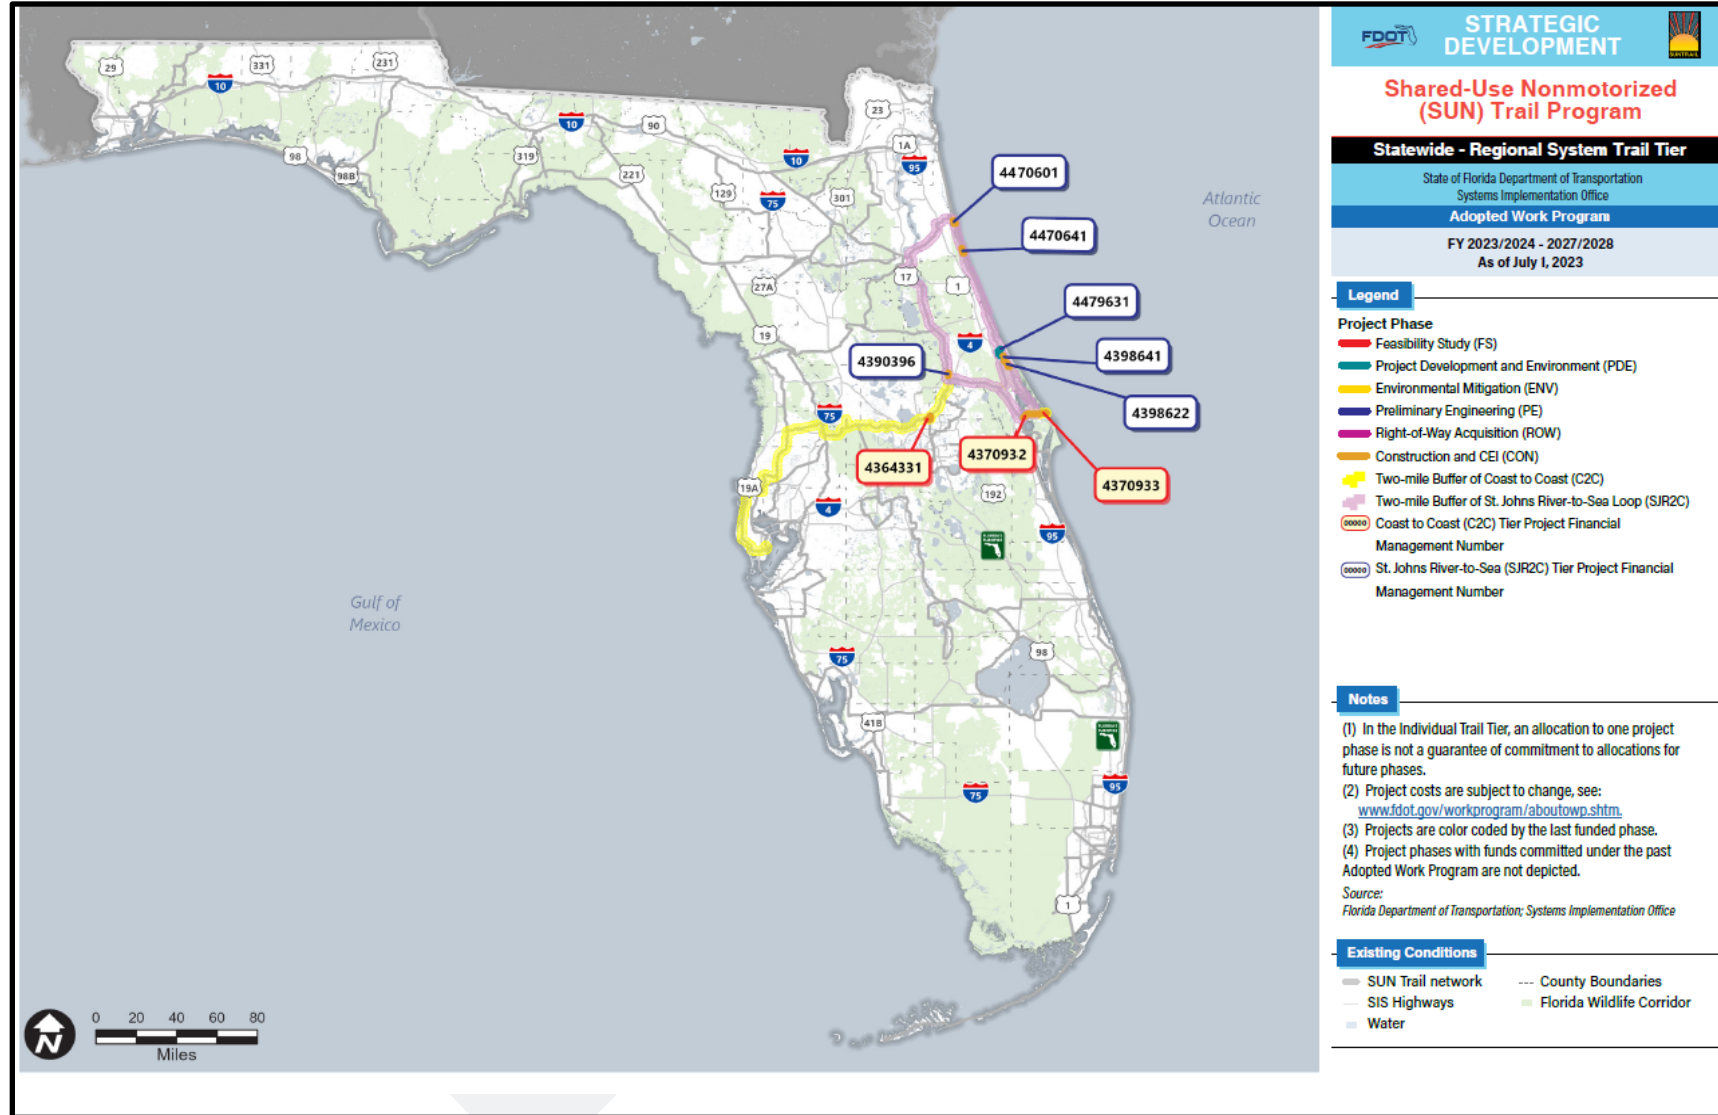 29
331
231
10
98
98B
319
10
90
221
129
75
10
301
23
1A
95
4470601
Atlantic
Ocean
4470641
17
27A
1
19
4479631
4
4398641
4390396
4398622
75
4364331
4370932
4370933
19A
4
192
95
Gulf of
Mexico
75
98
41B
75
95
1
N
0 20 40 60 80
Miles
FDOT
STRATEGIC
DEVELOPMENT
SUNTRAIL
Shared-Use Nonmotorized
(SUN) Trail Program
Statewide - Regional System Trail Tier
State of Florida Department of Transportation
Systems Implementation Office
Adopted Work Program
FY 2023/2024 - 2027/2028
As of July 1, 2023
Legend
Project Phase
Feasibility Study (FS)
Project Development and Environment (PDE)
Environmental Mitigation (ENV)
Preliminary Engineering (PE)
Right-of-Way Acquisition (ROW)
Construction and CEI (CON)
Two-mile Buffer of Coast to Coast (C2C)
Two-mile Buffer of St. Johns River-to-Sea Loop (SJR2C)
00000 Coast to Coast (C2C) Tier Project Financial
Management Number
00000 St. Johns River-to-Sea (SJR2C) Tier Project Financial
Management Number
Notes
(1) In the Individual Trail Tier, an allocation to one project
phase is not a guarantee of commitment to allocations for
future phases.
(2) Project costs are subject to change, see:
www.fdot.gov/workprogram/aboutowp.shtm.
(3) Projects are color coded by the last funded phase.
(4) Project phases with funds committed under the past
Adopted Work Program are not depicted.
Source:
Florida Department of Transportation; Systems Implementation Office
Existing Conditions
SUN Trail network
County Boundaries
SIS Highways
Florida Wildlife Corridor
Water